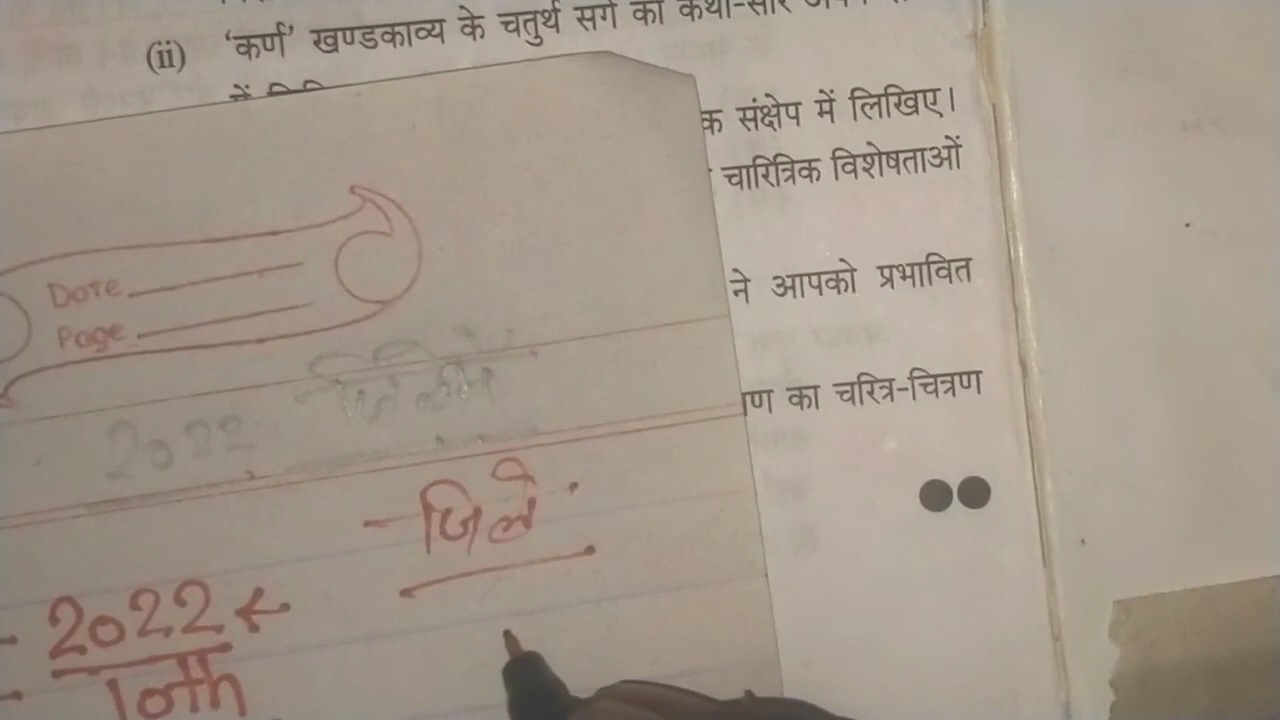 (ii) 'कर्ण' खण्डकाव्य के चतुर्थ सर्ग का कथा-सार
में
संक्षेप में लिखिए।
चारित्रिक विशेषताओं
ने आपको प्रभावित
का चरित्र-चित्रण
Date
Page
2022
- जिले
2022 ←
10th